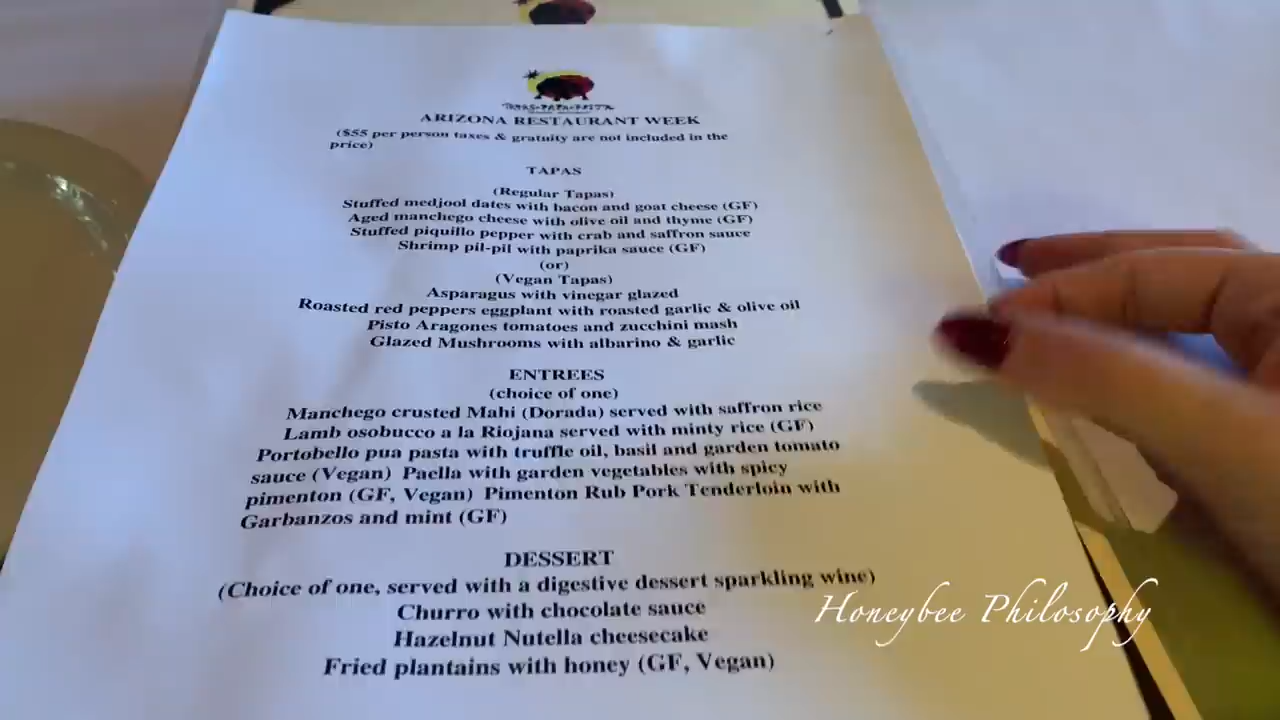 TAPAS•PAPA•FRITA
ARIZONA RESTAURANT WEEK
($55 per person taxes & gratuity are not included in the
price)
TAPAS
(Regular Tapas)
Stuffed medjool dates with bacon and goat cheese (GF)
Aged manchego cheese with olive oil and thyme (GF)
Stuffed piquillo pepper with crab and saffron sauce
Shrimp pil-pil with paprika sauce (GF)
(or)
(Vegan Tapas)
Asparagus with vinegar glazed
Roasted red peppers eggplant with roasted garlic & olive oil
Pisto Aragones tomatoes and zucchini mash
Glazed Mushrooms with albarino & garlic
ENTREES
(choice of one)
Manchego crusted Mahi (Dorada) served with saffron rice
Lamb osobucco a la Riojana served with minty rice (GF)
Portobello pua pasta with truffle oil, basil and garden tomato
sauce (Vegan) Paella with garden vegetables with spicy
pimenton (GF, Vegan) Pimenton Rub Pork Tenderloin with
Garbanzos and mint (GF)
DESSERT
(Choice of one, served with a digestive dessert sparkling wine)
Churro with chocolate sauce
Hazelnut Nutella cheesecake
Fried plantains with honey (GF, Vegan)
Honeybee Philosophy